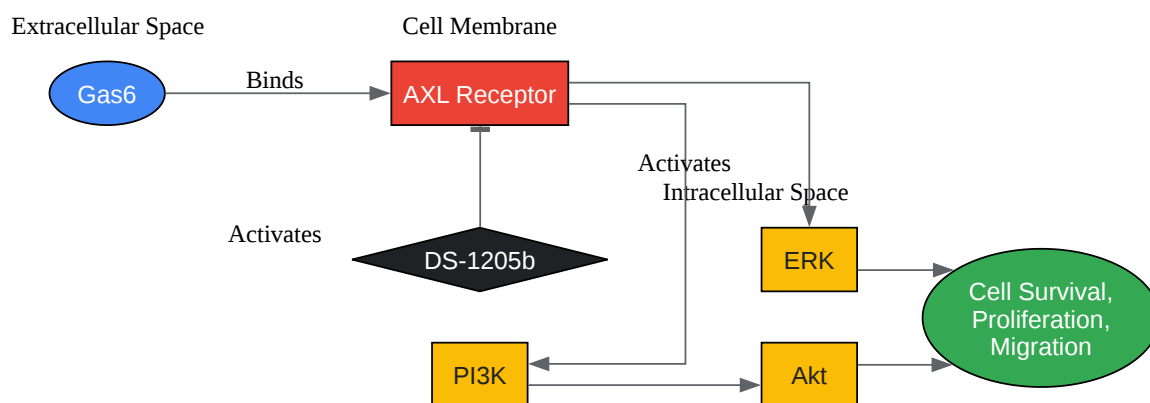 Extracellular Space
Cell Membrane
Gas6
Binds
AXL Receptor
Activates
Intracellular Space
Activates
DS-1205b
ERK
Cell Survival,
Proliferation,
Migration
PI3K
Akt